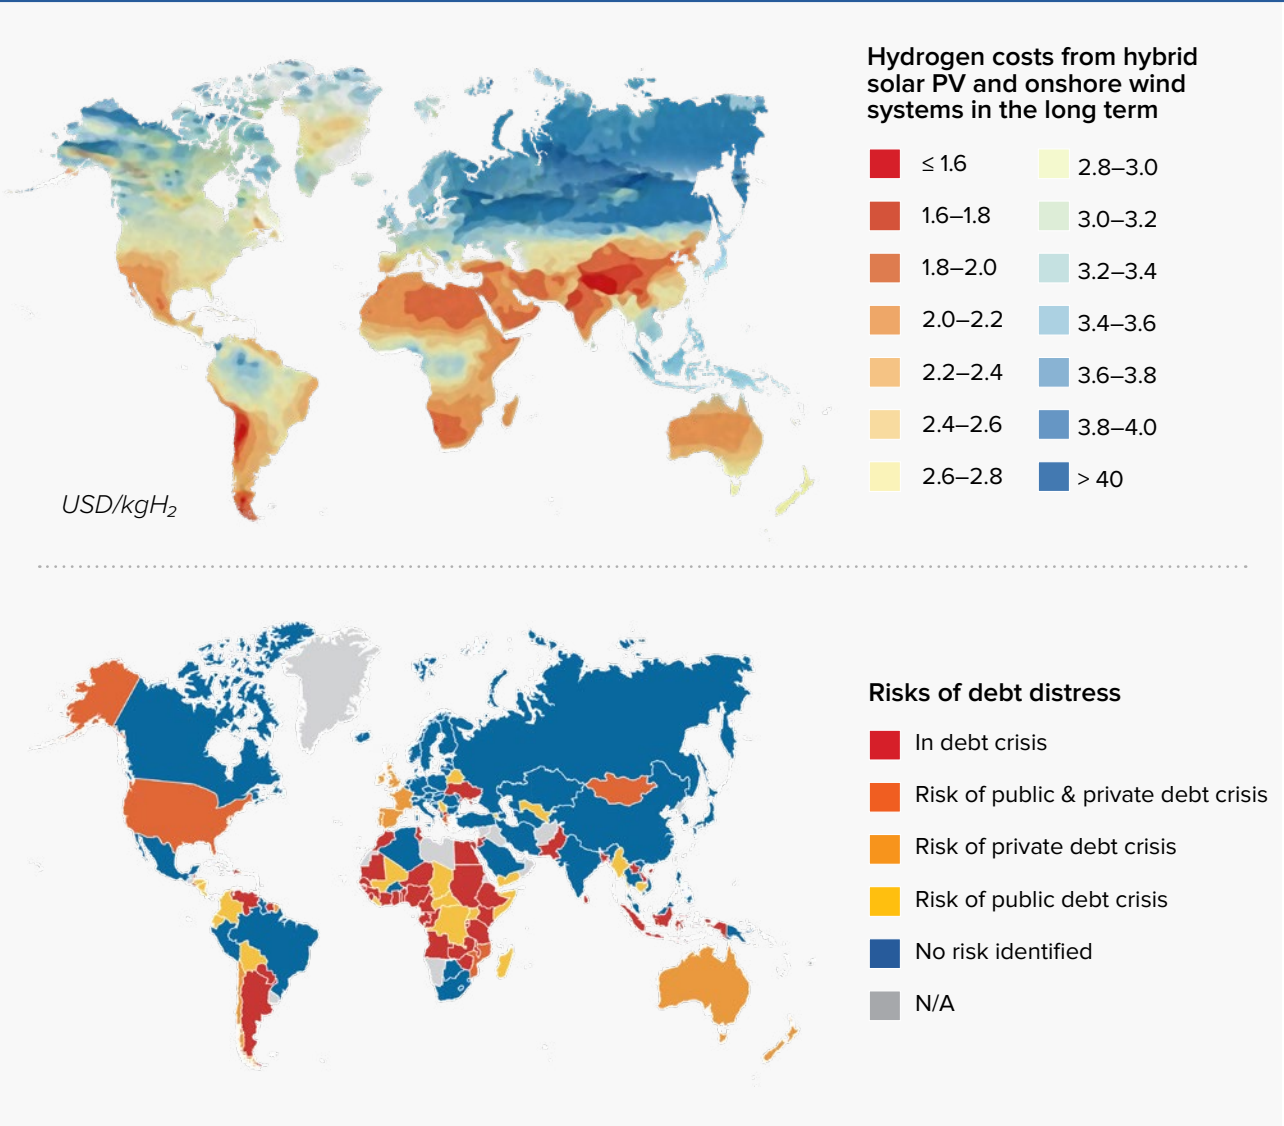 Hydrogen costs from hybrid
solar PV and onshore wind
systems in the long term
≤ 1.6
1.6–1.8
1.8–2.0
2.0–2.2
2.2–2.4
2.4–2.6
2.6–2.8
2.8–3.0
3.0–3.2
3.2–3.4
3.4–3.6
3.6–3.8
3.8–4.0
> 40
USD/kgH₂
Risks of debt distress
In debt crisis
Risk of public & private debt crisis
Risk of private debt crisis
Risk of public debt crisis
No risk identified
N/A